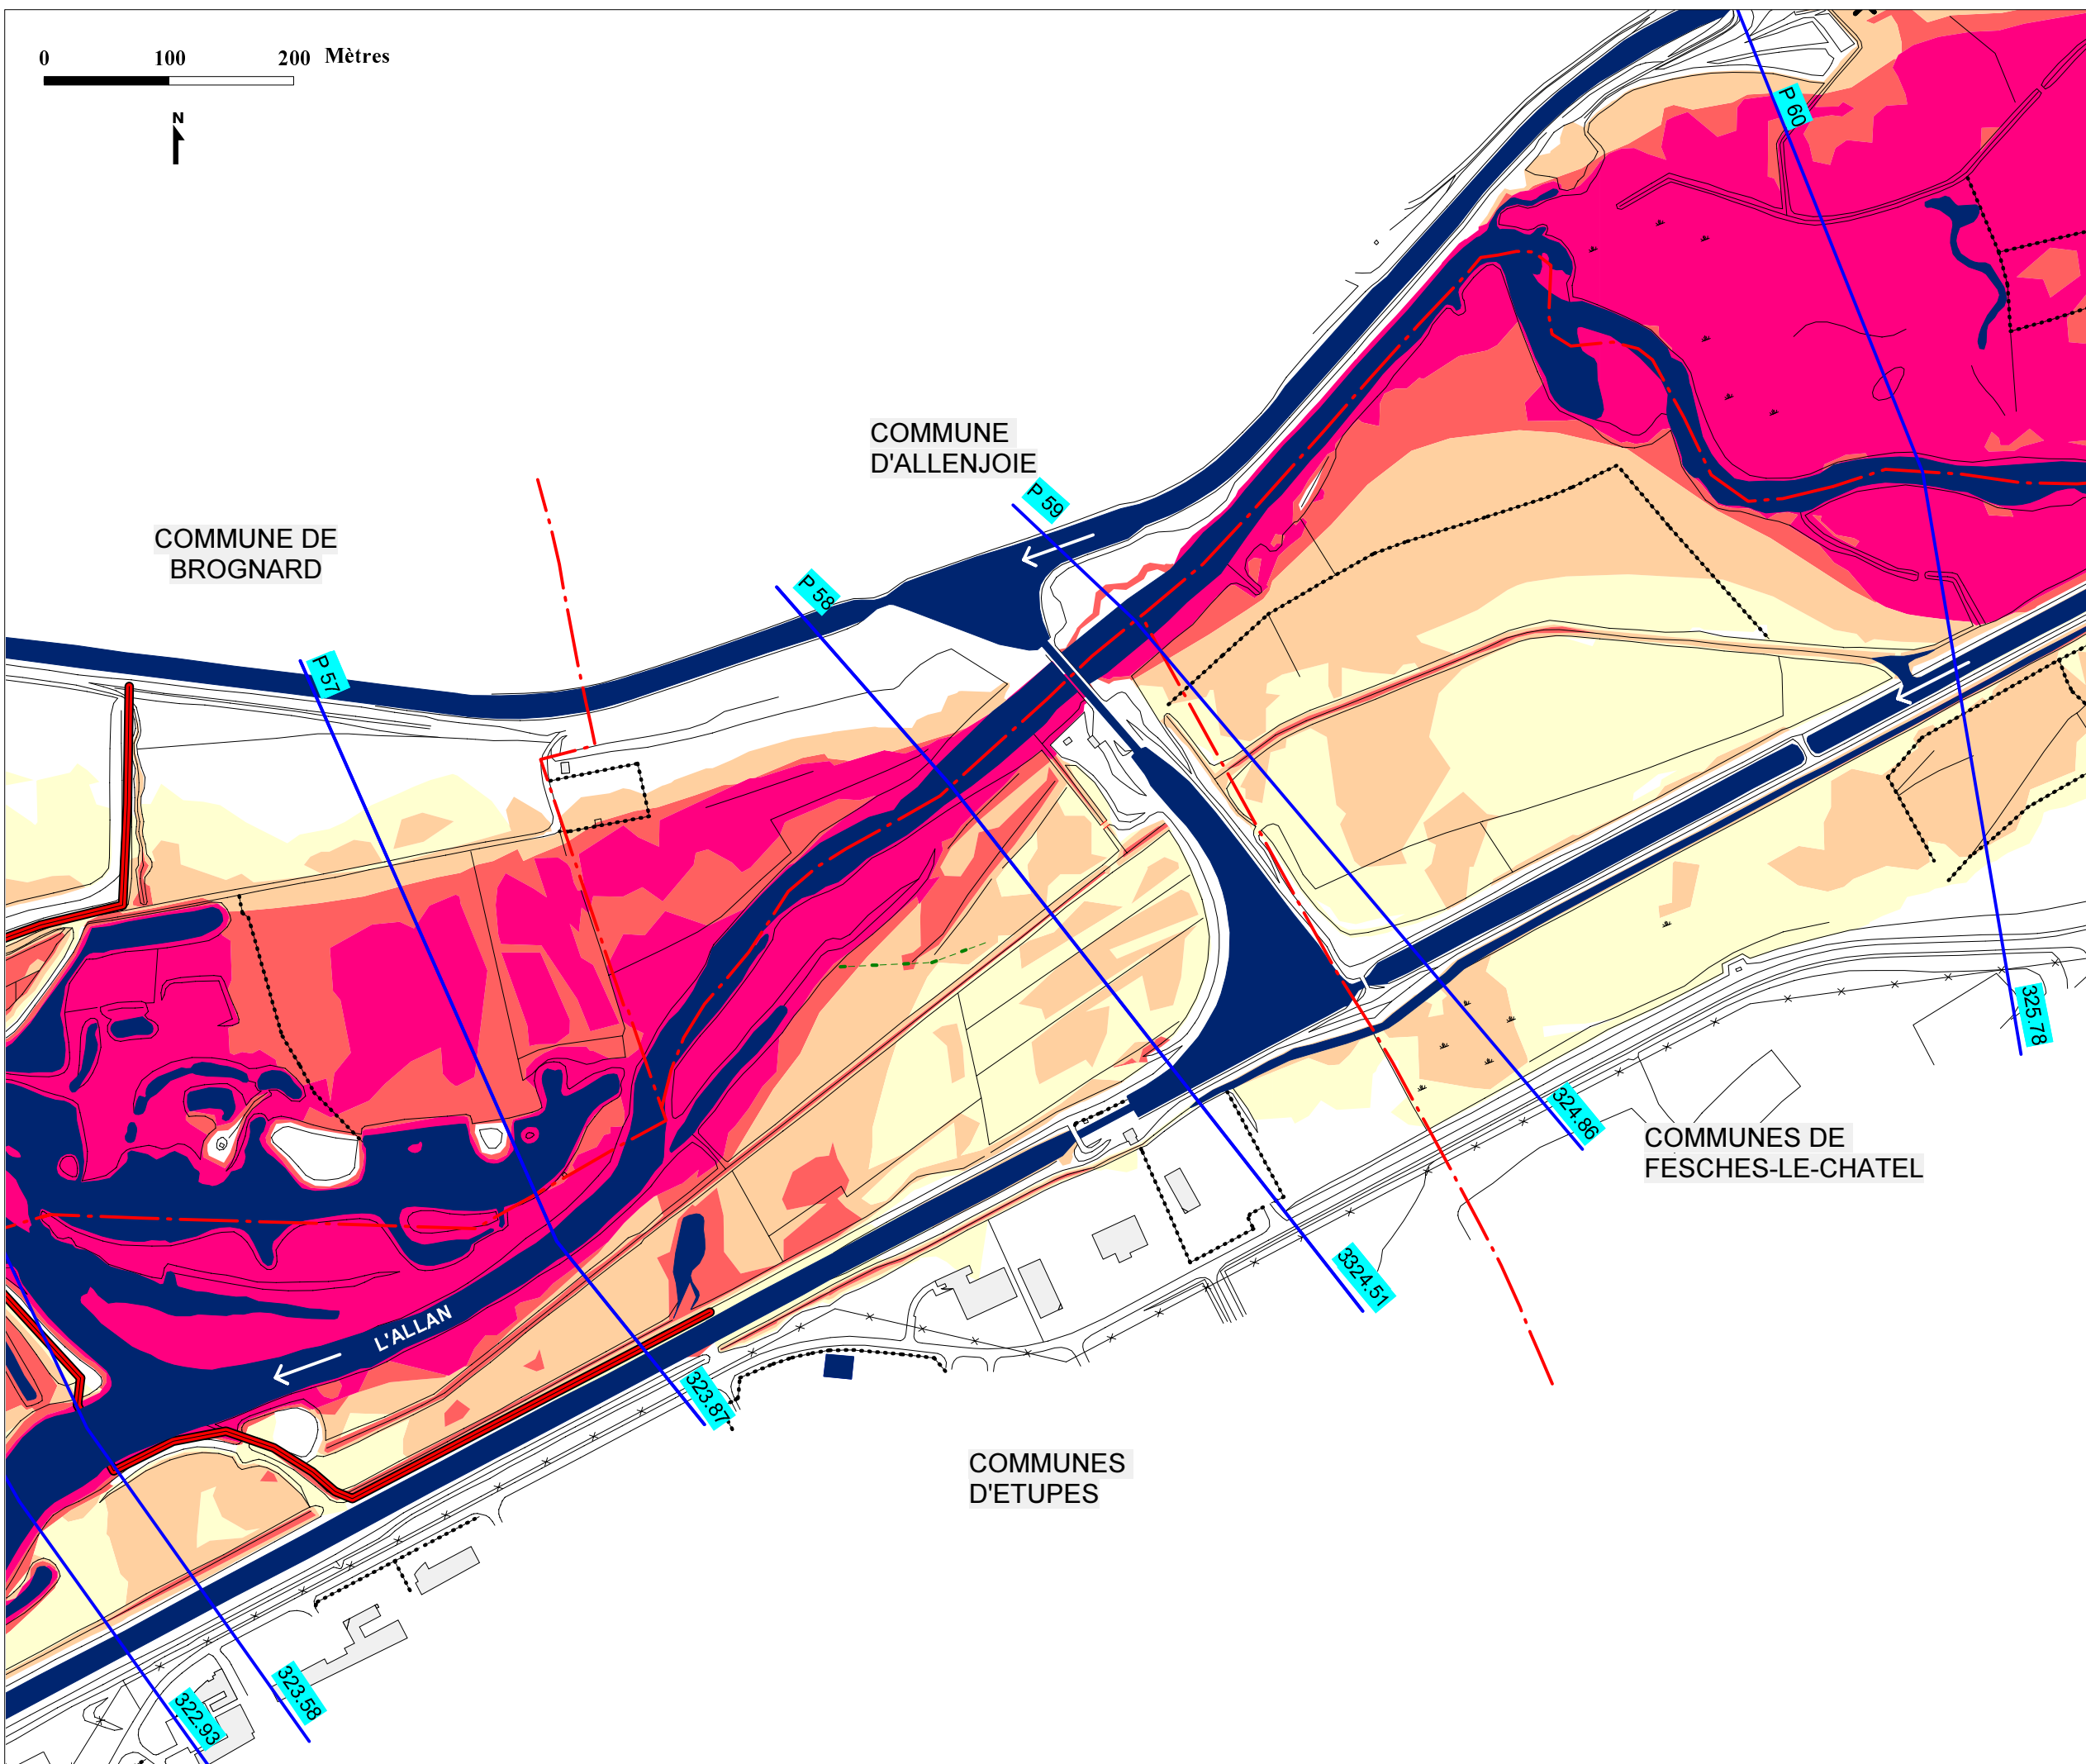 0 100 200 Mètres
N
P 60
COMMUNE
D'ALLENJOIE
P 59
COMMUNE DE
BROGNARD
P 58
P 57
325.78
324.86
COMMUNES DE
FESCHES-LE-CHATEL
3324.51
L'ALLAN
323.87
COMMUNES
D'ETUPES
323.58
322.93